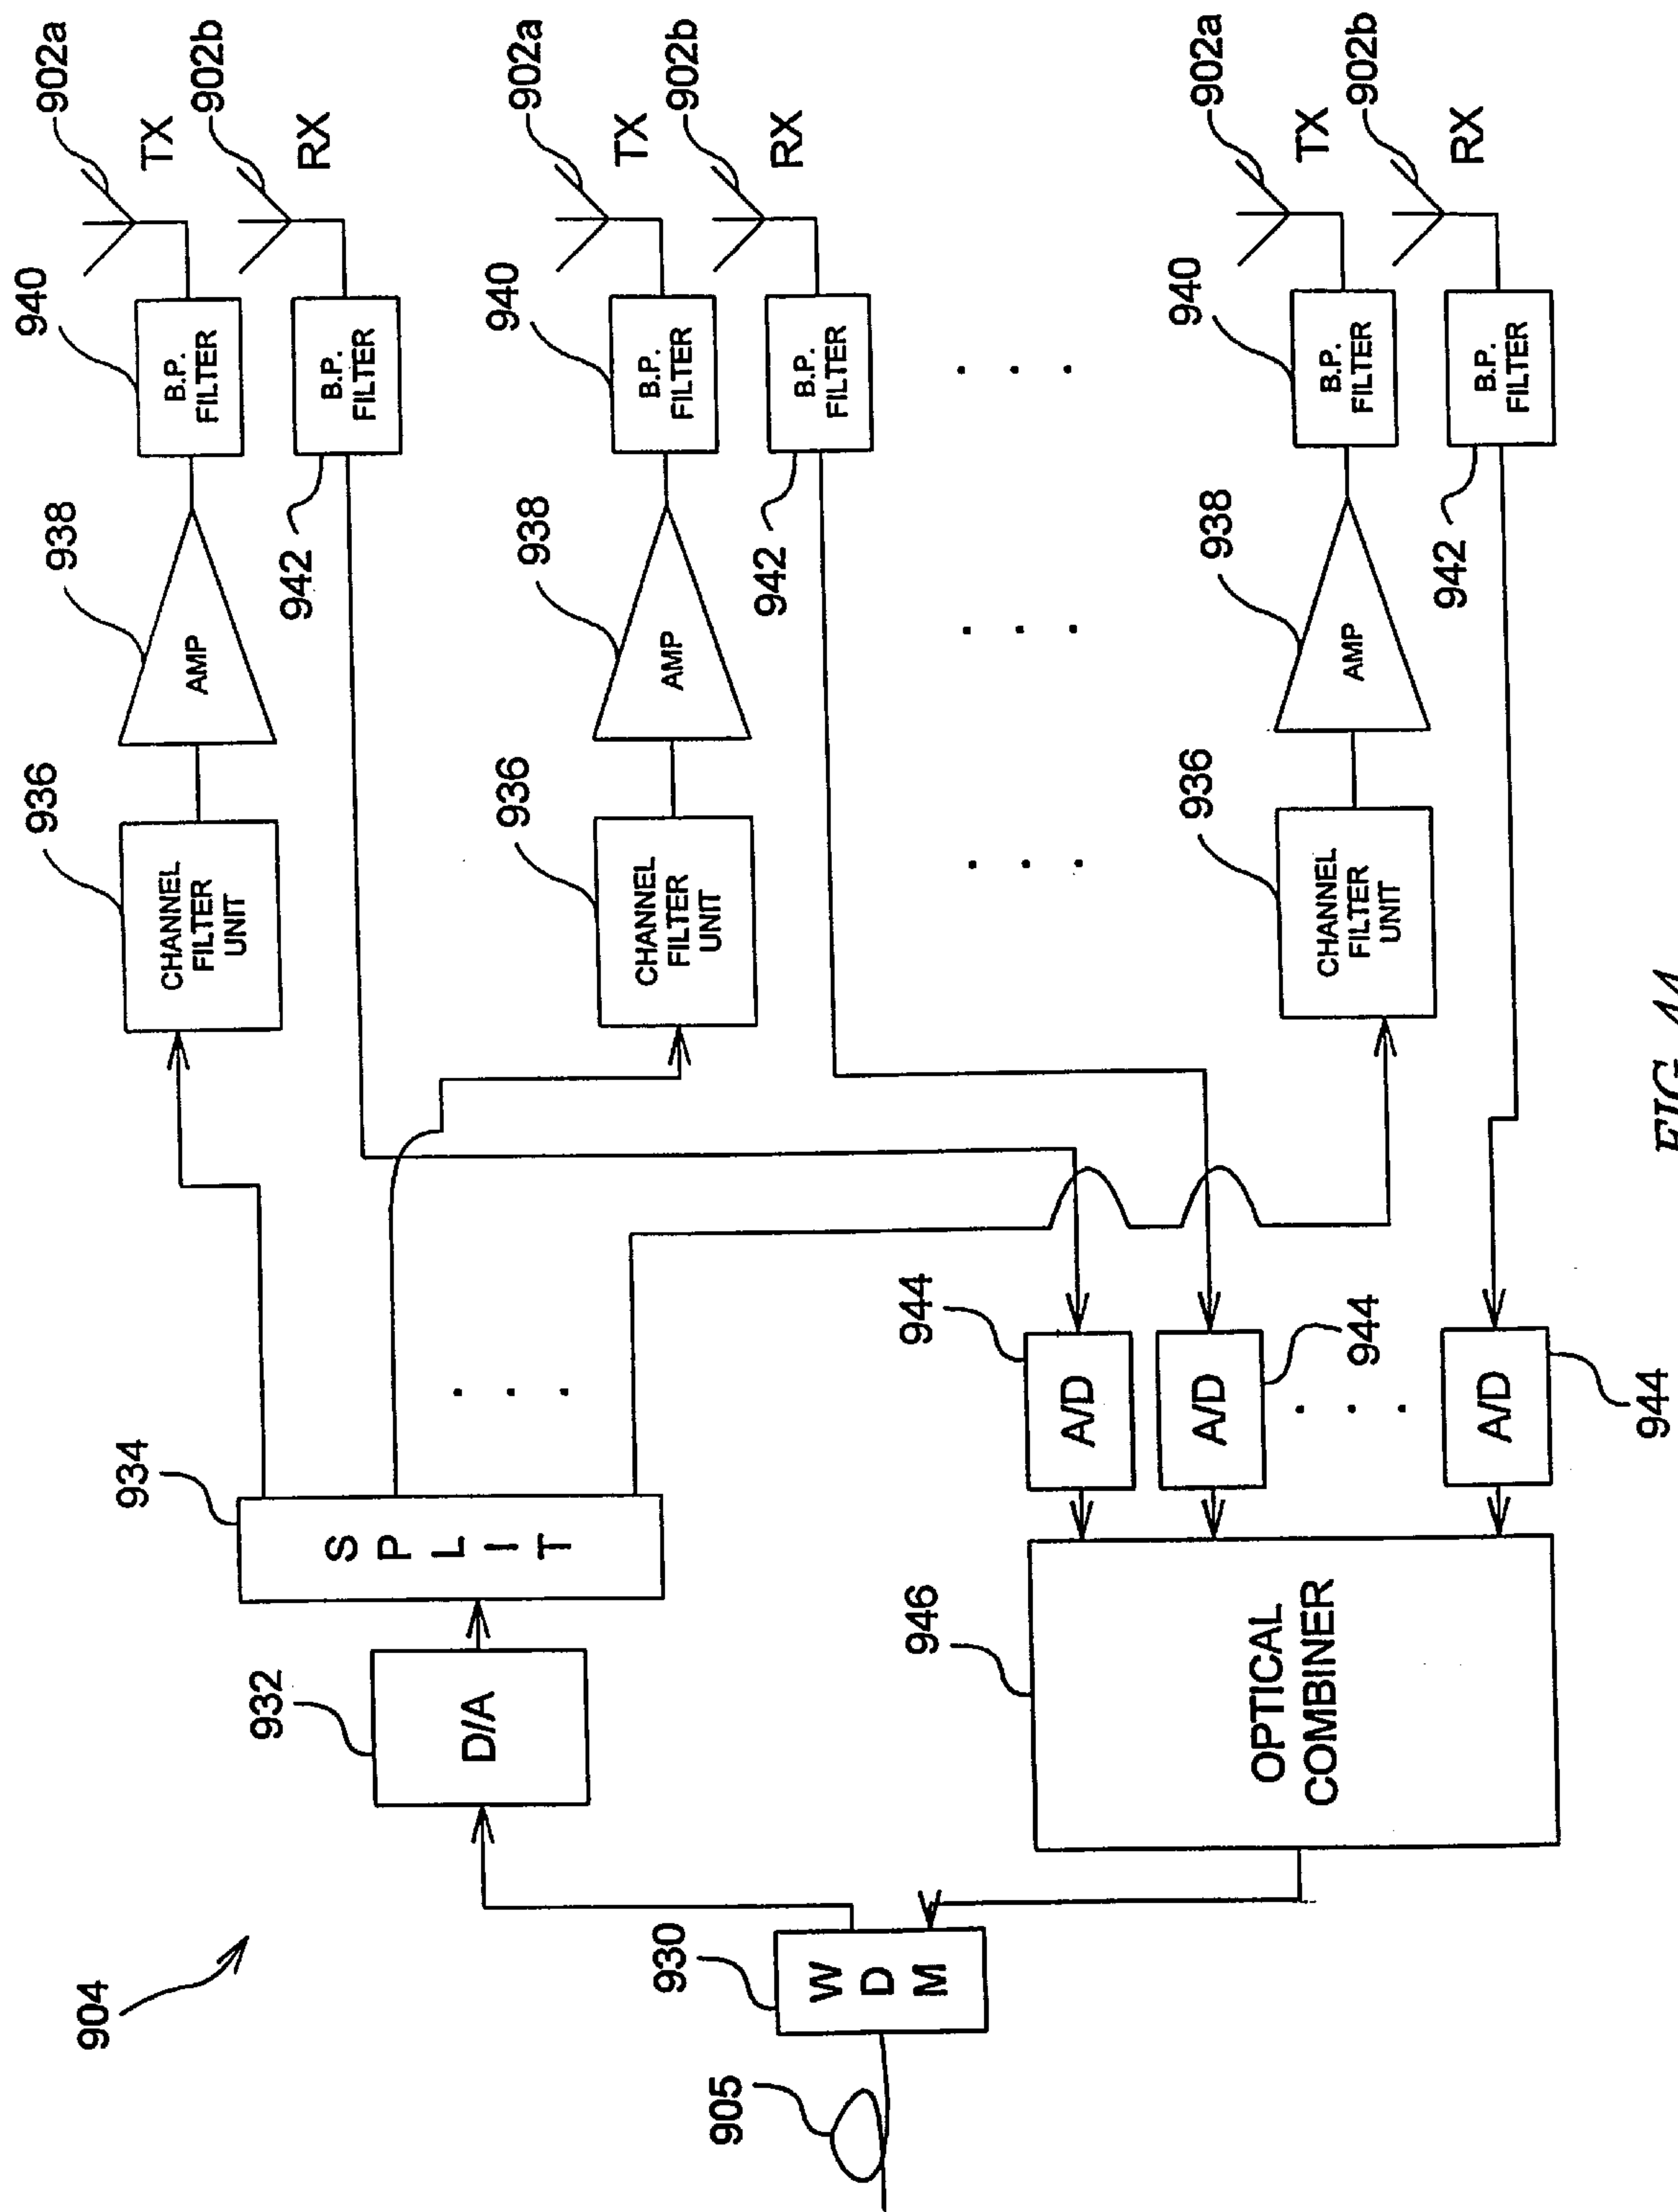 904
905
930
W
D
M
932
D/A
934
S
P
L
I
T
936
CHANNEL
FILTER
UNIT
938
AMP
940
B.P.
FILTER
902a
TX
942
B.P.
FILTER
902b
RX
936
CHANNEL
FILTER
UNIT
938
AMP
940
B.P.
FILTER
902a
TX
942
B.P.
FILTER
902b
RX
936
CHANNEL
FILTER
UNIT
938
AMP
940
B.P.
FILTER
902a
TX
942
B.P.
FILTER
902b
RX
946
OPTICAL
COMBINER
944
A/D
944
A/D
944
A/D
FIG. 44